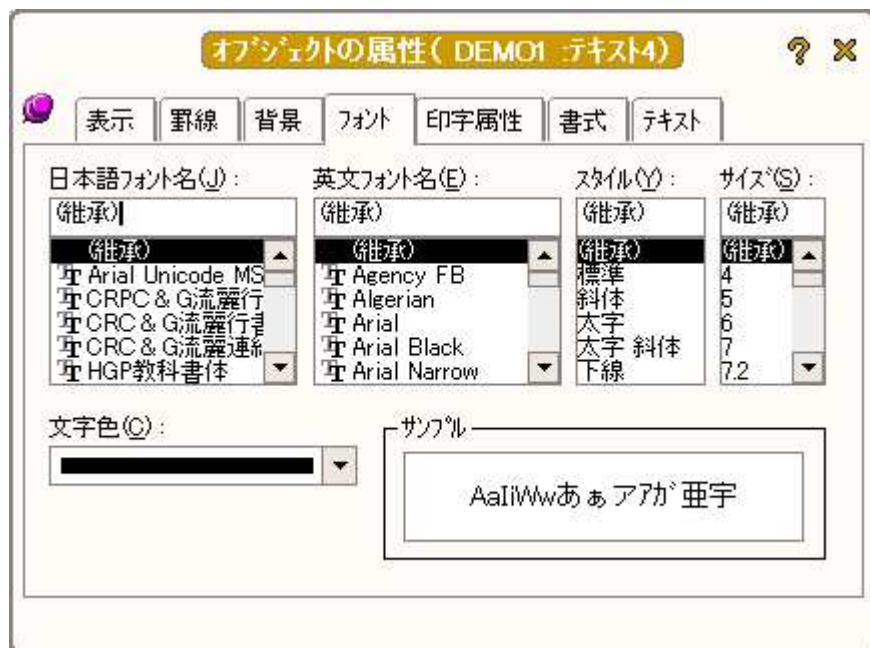 オブジェクトの属性( DEMO1 :テキスト4)
? ×
表示 罫線 背景 フォント 印字属性 書式 テキスト
日本語フォント名(J): 英文フォント名(E): スタイル(Y): サイズ(S):
(継承) (継承) (継承) (継承)
(継承) (継承) (継承) (継承)
Arial Unicode MS Agency FB 標準 4
CRPC & G流麗行 Algerian 斜体 5
CRC & G流麗行書 Arial 太字 6
CRC & G流麗連綿 Arial Black 太字 斜体 7
HGP教科書体 Arial Narrow 下線 7.2
文字色(C): サンプル
AaIiWwあぁアァが亜宇